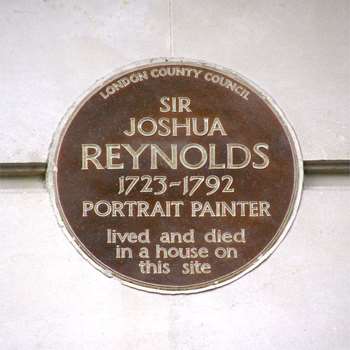 LONDON COUNTY COUNCIL
SIR
JOSHUA
REYNOLDS
1723-1792
PORTRAIT PAINTER
lived and died
in a house on
this site